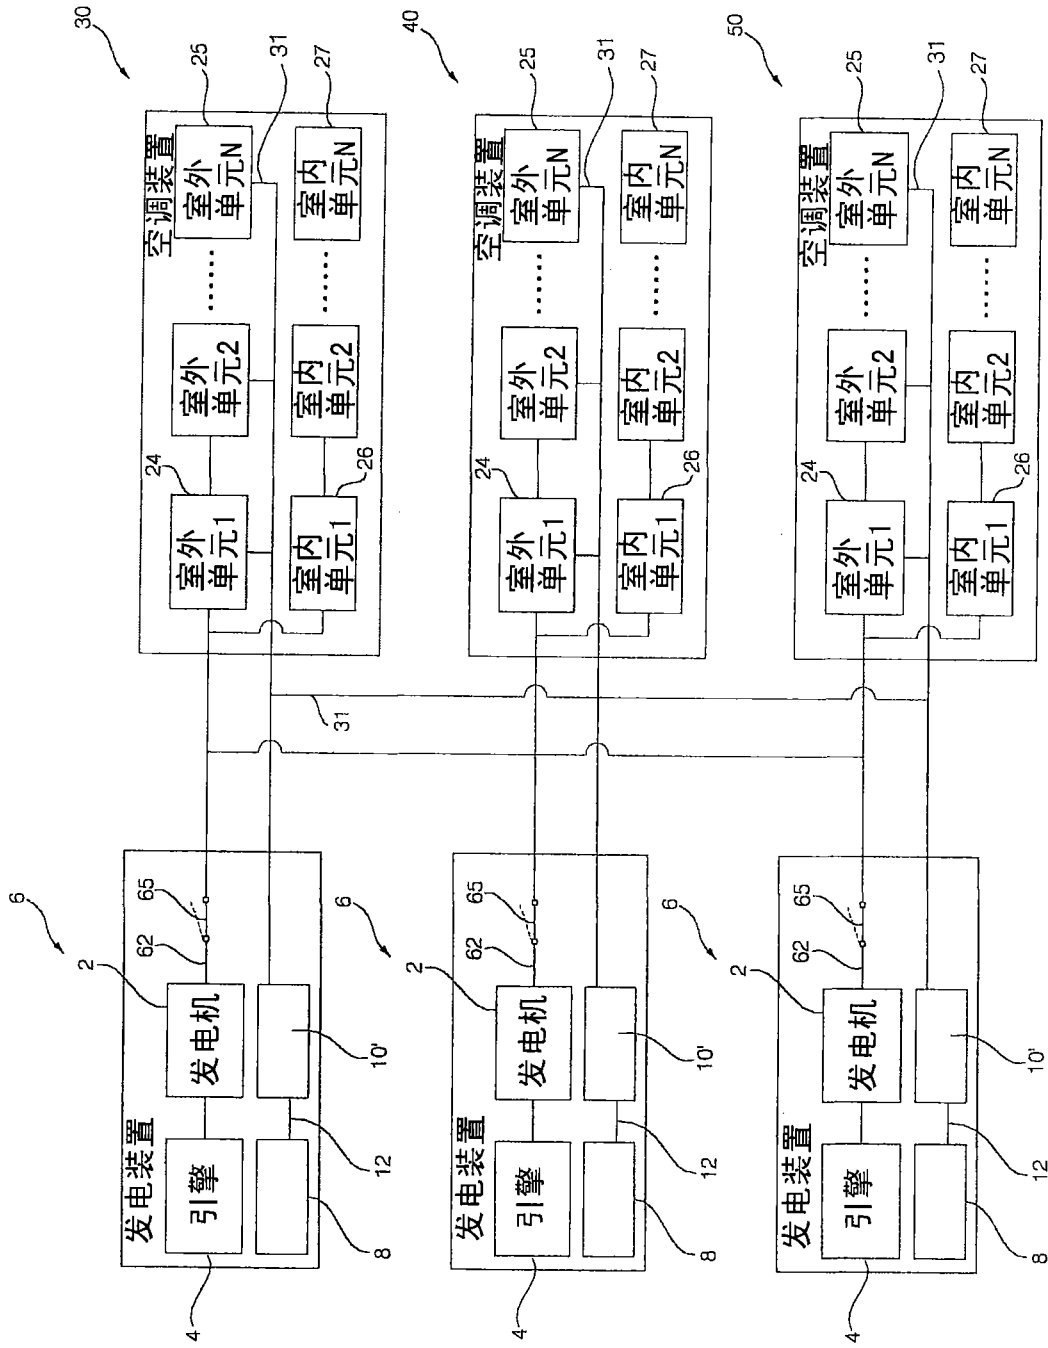 30
6
2
62
65
24
25
发电装置
空调装置
4
引擎
发电机
室外
单元1
室外
单元2
······
室外
单元N
31
8
12
10'
31
26
27
室内
单元1
室内
单元2
······
室内
单元N
40
6
2
62
65
24
25
发电装置
空调装置
4
引擎
发电机
室外
单元1
室外
单元2
······
室外
单元N
31
8
12
10'
26
27
室内
单元1
室内
单元2
······
室内
单元N
50
6
2
62
65
24
25
发电装置
空调装置
4
引擎
发电机
室外
单元1
室外
单元2
······
室外
单元N
31
8
12
10'
26
27
室内
单元1
室内
单元2
······
室内
单元N